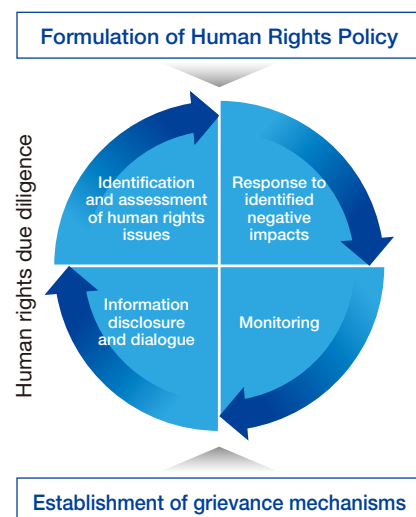 Formulation of Human Rights Policy
Human rights due diligence
Identification
and assessment
of human rights
issues
Response to
identified
negative
impacts
Information
disclosure
and dialogue
Monitoring
Establishment of grievance mechanisms